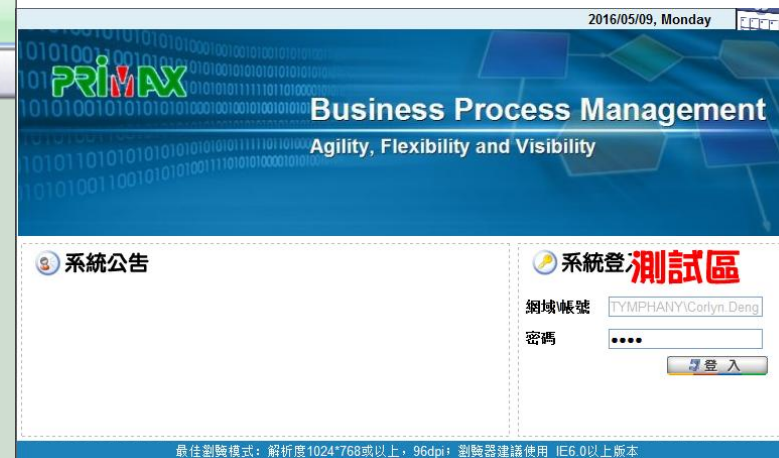 2016/05/09, Monday
PRIMAX
Business Process Management
Agility, Flexibility and Visibility
系統公告
系統登入測試區
網域\帳號 TYMPHANY\Corlyn.Deng
密碼 ••••
登 入
最佳瀏覽模式：解析度1024*768或以上，96dpi；瀏覽器建議使用 IE6.0以上版本